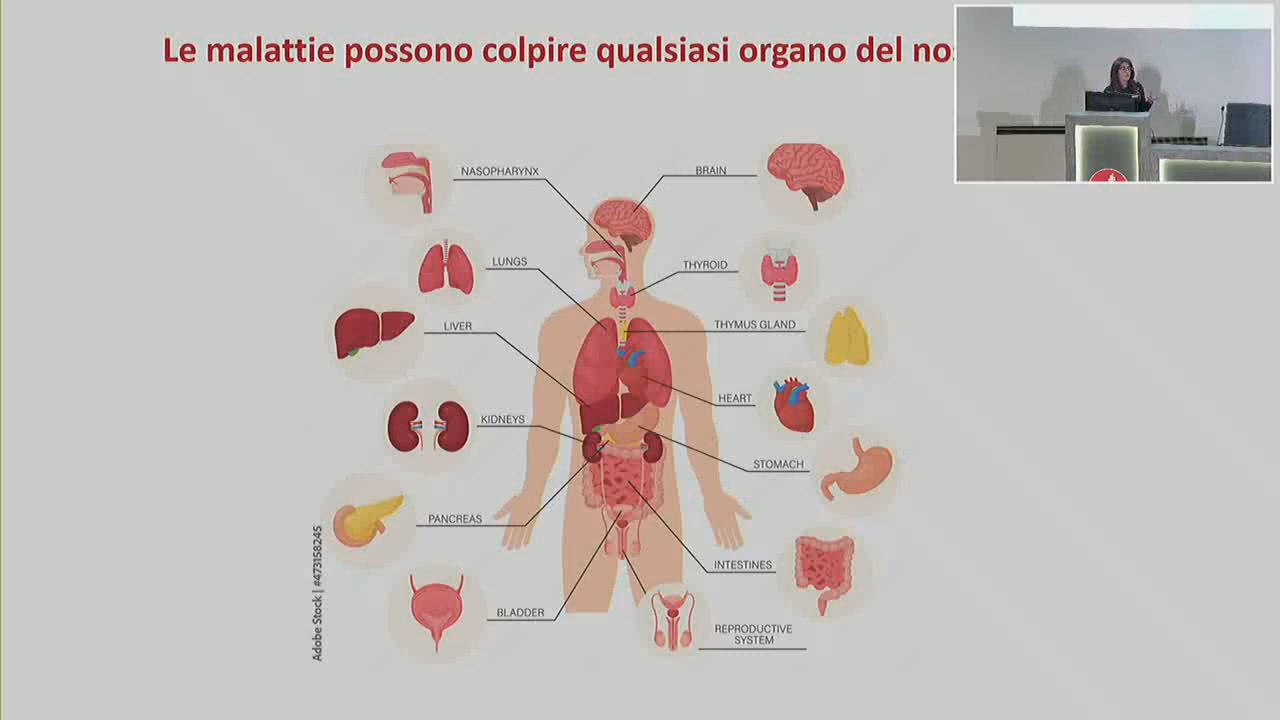 Le malattie possono colpire qualsiasi organo del
NASOPHARYNX
BRAIN
LUNGS
THYROID
LIVER
THYMUS GLAND
HEART
KIDNEYS
STOMACH
PANCREAS
INTESTINES
BLADDER
REPRODUCTIVE
SYSTEM
Adobe Stock | #473158245